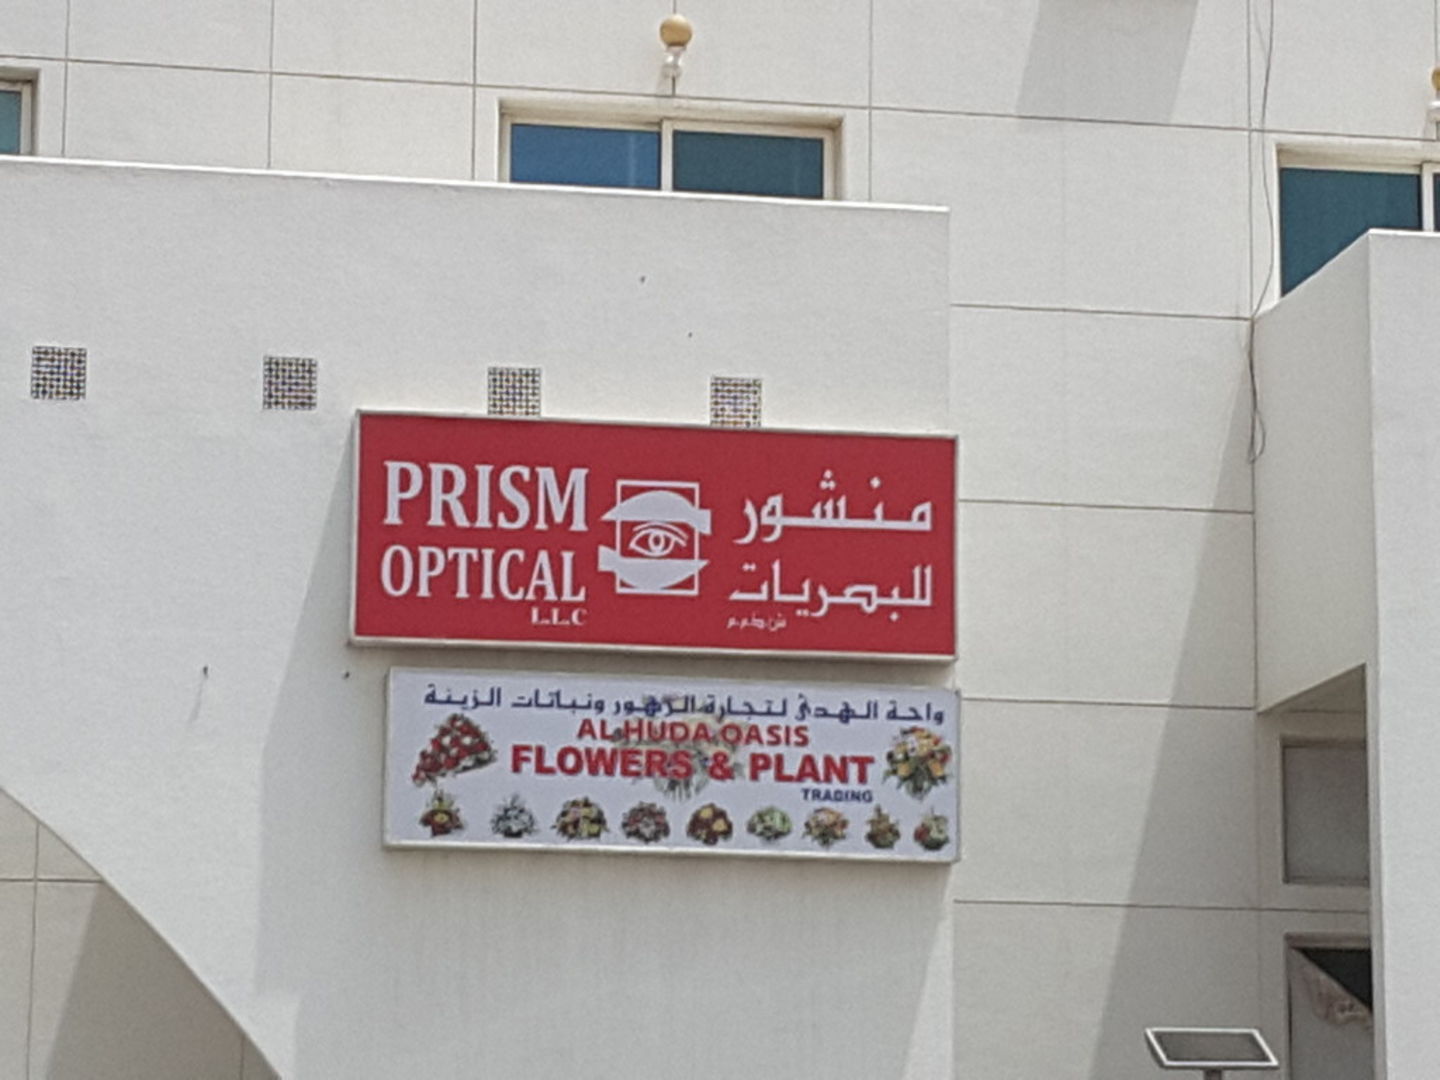 PRISM
OPTICAL
L.L.C
منشور
للبصريات
ش.ذ.م.م
واحة الهدى لتجارة الزهور ونباتات الزينة
AL HUDA OASIS
FLOWERS & PLANT
TRADING